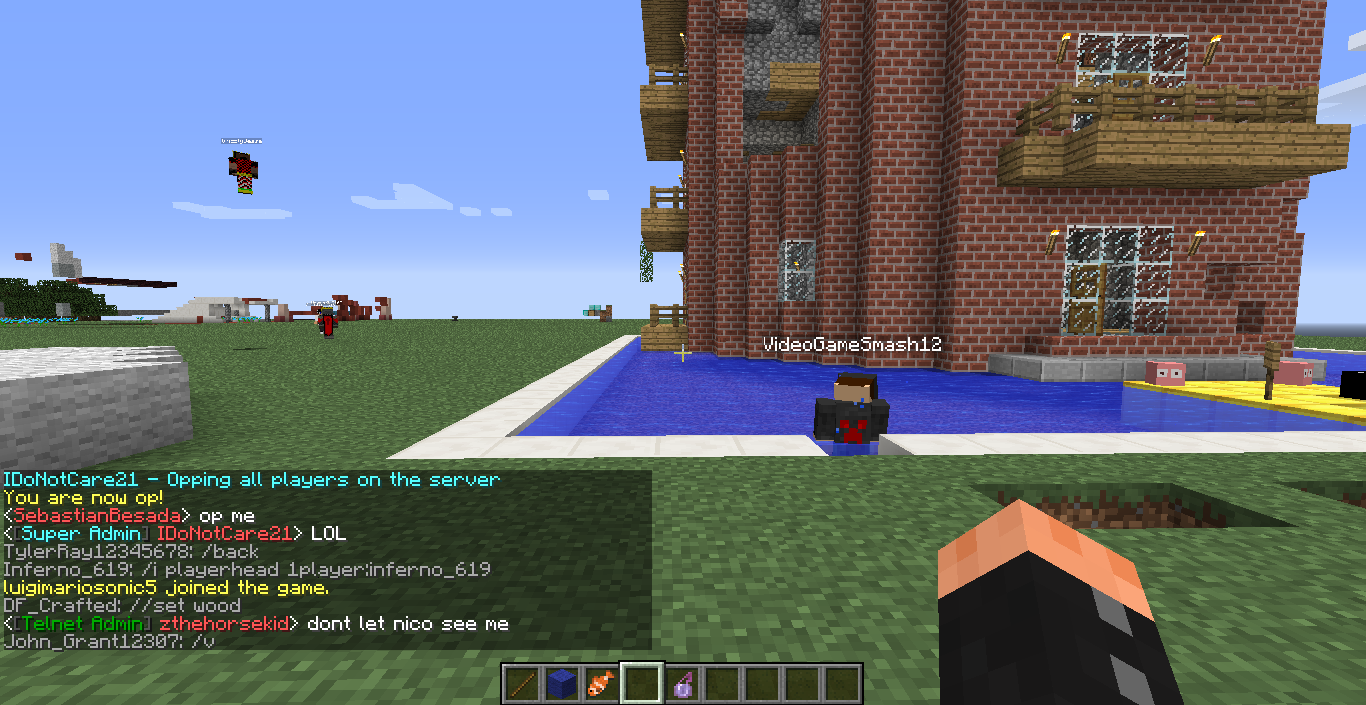 VideoGameSmash12
IDoNotCare21 - Opping all players on the server
You are now op!
<SebastianBesada> op me
<[Super Admin] IDoNotCare21> LOL
TylerRay12345678: /back
Inferno_619: /i playerhead 1player:inferno_619
luigimariosonic5 joined the game.
DF_Crafted: //set wood
<[Telnet Admin] zthehorsekid> dont let nico see me
John_Grant12307: /v